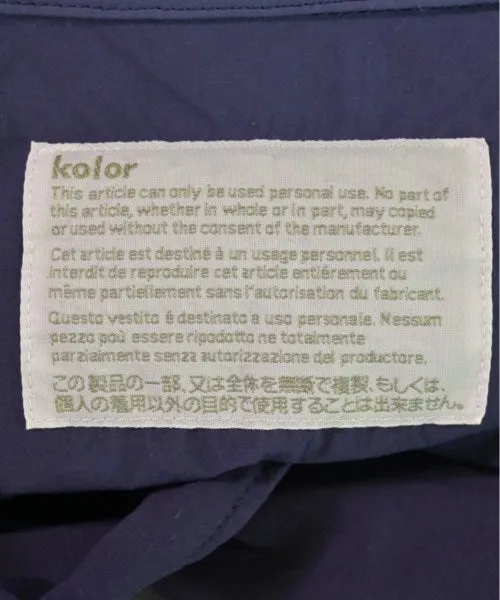 kolor
This article can only be used personal use. No part of
this article, whether in whole or in part, may copied
or used without the consent of the manufacturer.
Cet article est destiné à un usage personnel. Il est
interdit de reproduire cet article entiérement ou
même partiellement sans l'autorisation du fabricant.
Questo vestito é destinato a uso personale. Nessum
pezzo poù essere ripodotto ne totalmente
parzialmente senza autorizzazione del productore.
この製品の一部、又は全体を無断で複製、もしくは、
個人の着用以外の目的で使用することは出来ません。